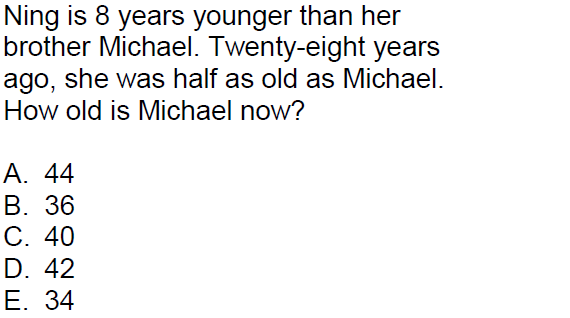 Ning is 8 years younger than her
brother Michael. Twenty-eight years
ago, she was half as old as Michael.
How old is Michael now?
A. 44
B. 36
C. 40
D. 42
E. 34